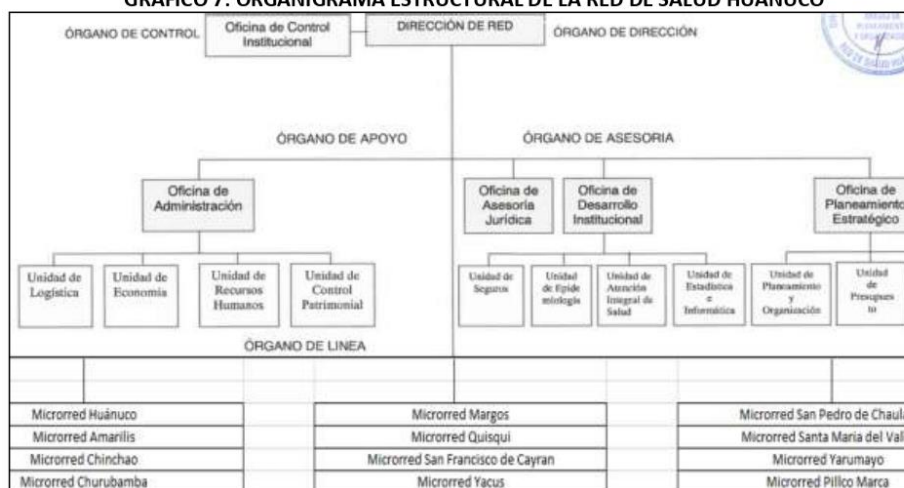 GRÁFICO 7: ORGANIGRAMA ESTRUCTURAL DE LA RED DE SALUD HUÁNUCO
ÓRGANO DE CONTROL
Oficina de Control
Institucional
DIRECCIÓN DE RED
ÓRGANO DE DIRECCIÓN
ÓRGANO DE APOYO
ÓRGANO DE ASESORIA
Oficina de
Administración
Oficina de
Asesoría
Jurídica
Oficina de
Desarrollo
Institucional
Oficina de
Planeamiento
Estratégico
Unidad de
Logística
Unidad de
Economía
Unidad de
Recursos
Humanos
Unidad de
Control
Patrimonial
Unidad de
Seguros
Unidad
de Epide
miología
Unidad de
Atención
Integral de
Salud
Unidad de
Estadística
e
Informática
Unidad de
Planeamiento
y
Organización
Unidad
de
Presupues
to
ÓRGANO DE LINEA
Microrred Huánuco
Microrred Margos
Microrred San Pedro de Chaula
Microrred Amarilis
Microrred Quisqui
Microrred Santa Maria del Val
Microrred Chinchao
Microrred San Francisco de Cayran
Microrred Yarumayo
Microrred Churubamba
Microrred Yacus
Microrred Pillco Marca